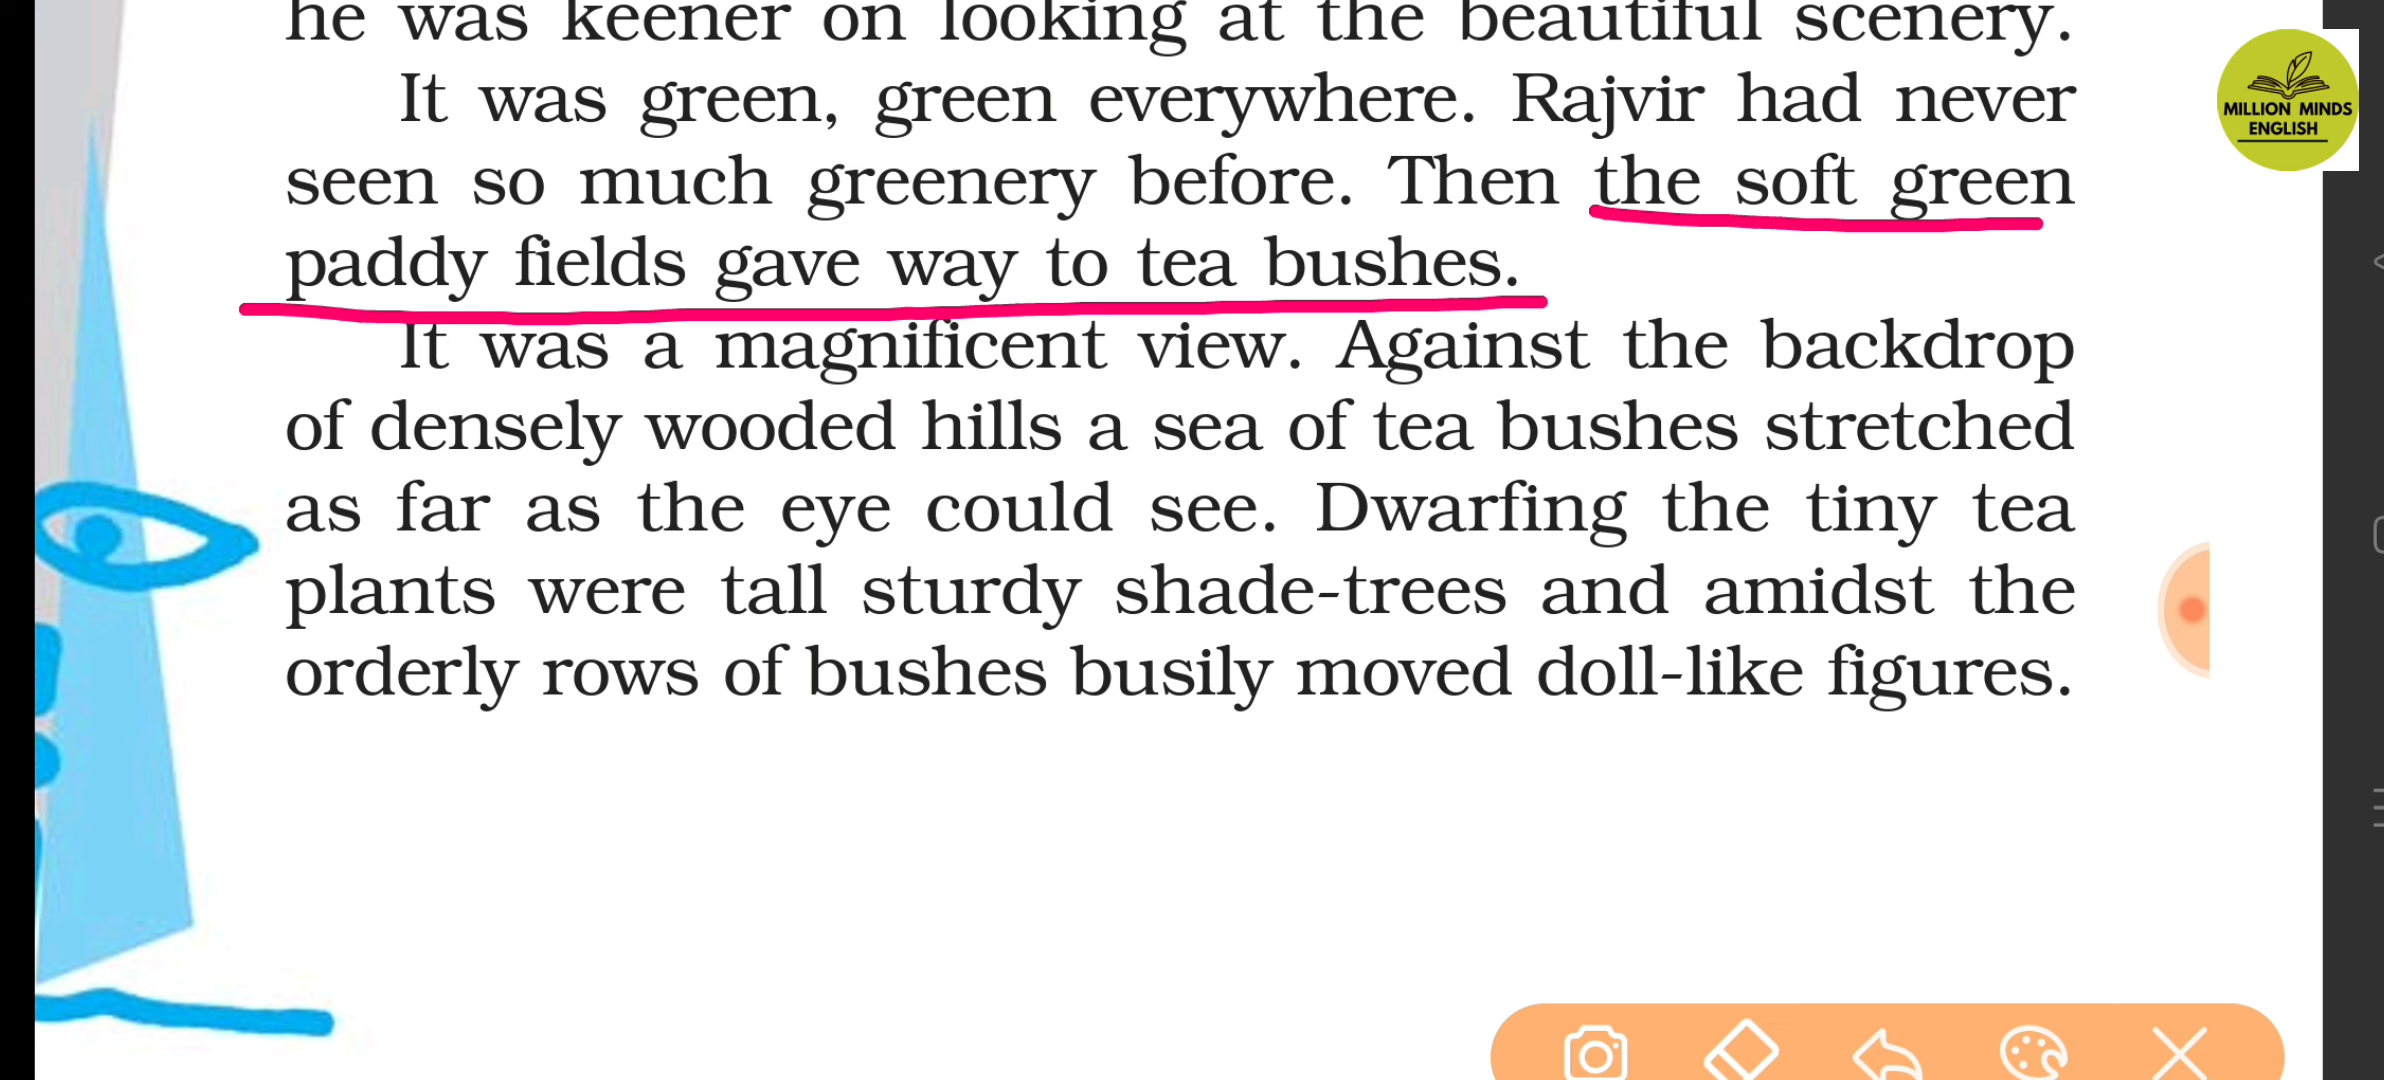 he was keener on looking at the beautiful scenery.
It was green, green everywhere. Rajvir had never
seen so much greenery before. Then the soft green
paddy fields gave way to tea bushes.
It was a magnificent view. Against the backdrop
of densely wooded hills a sea of tea bushes stretched
as far as the eye could see. Dwarfing the tiny tea
plants were tall sturdy shade-trees and amidst the
orderly rows of bushes busily moved doll-like figures.
MILLION MINDS
ENGLISH